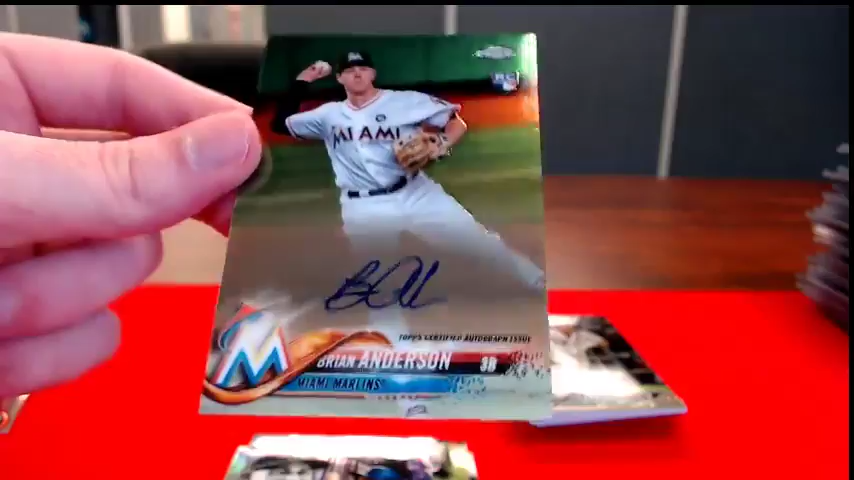 MIAMI
TOPPS CERTIFIED AUTOGRAPH ISSUE
BRIAN ANDERSON 3B
MIAMI MARLINS